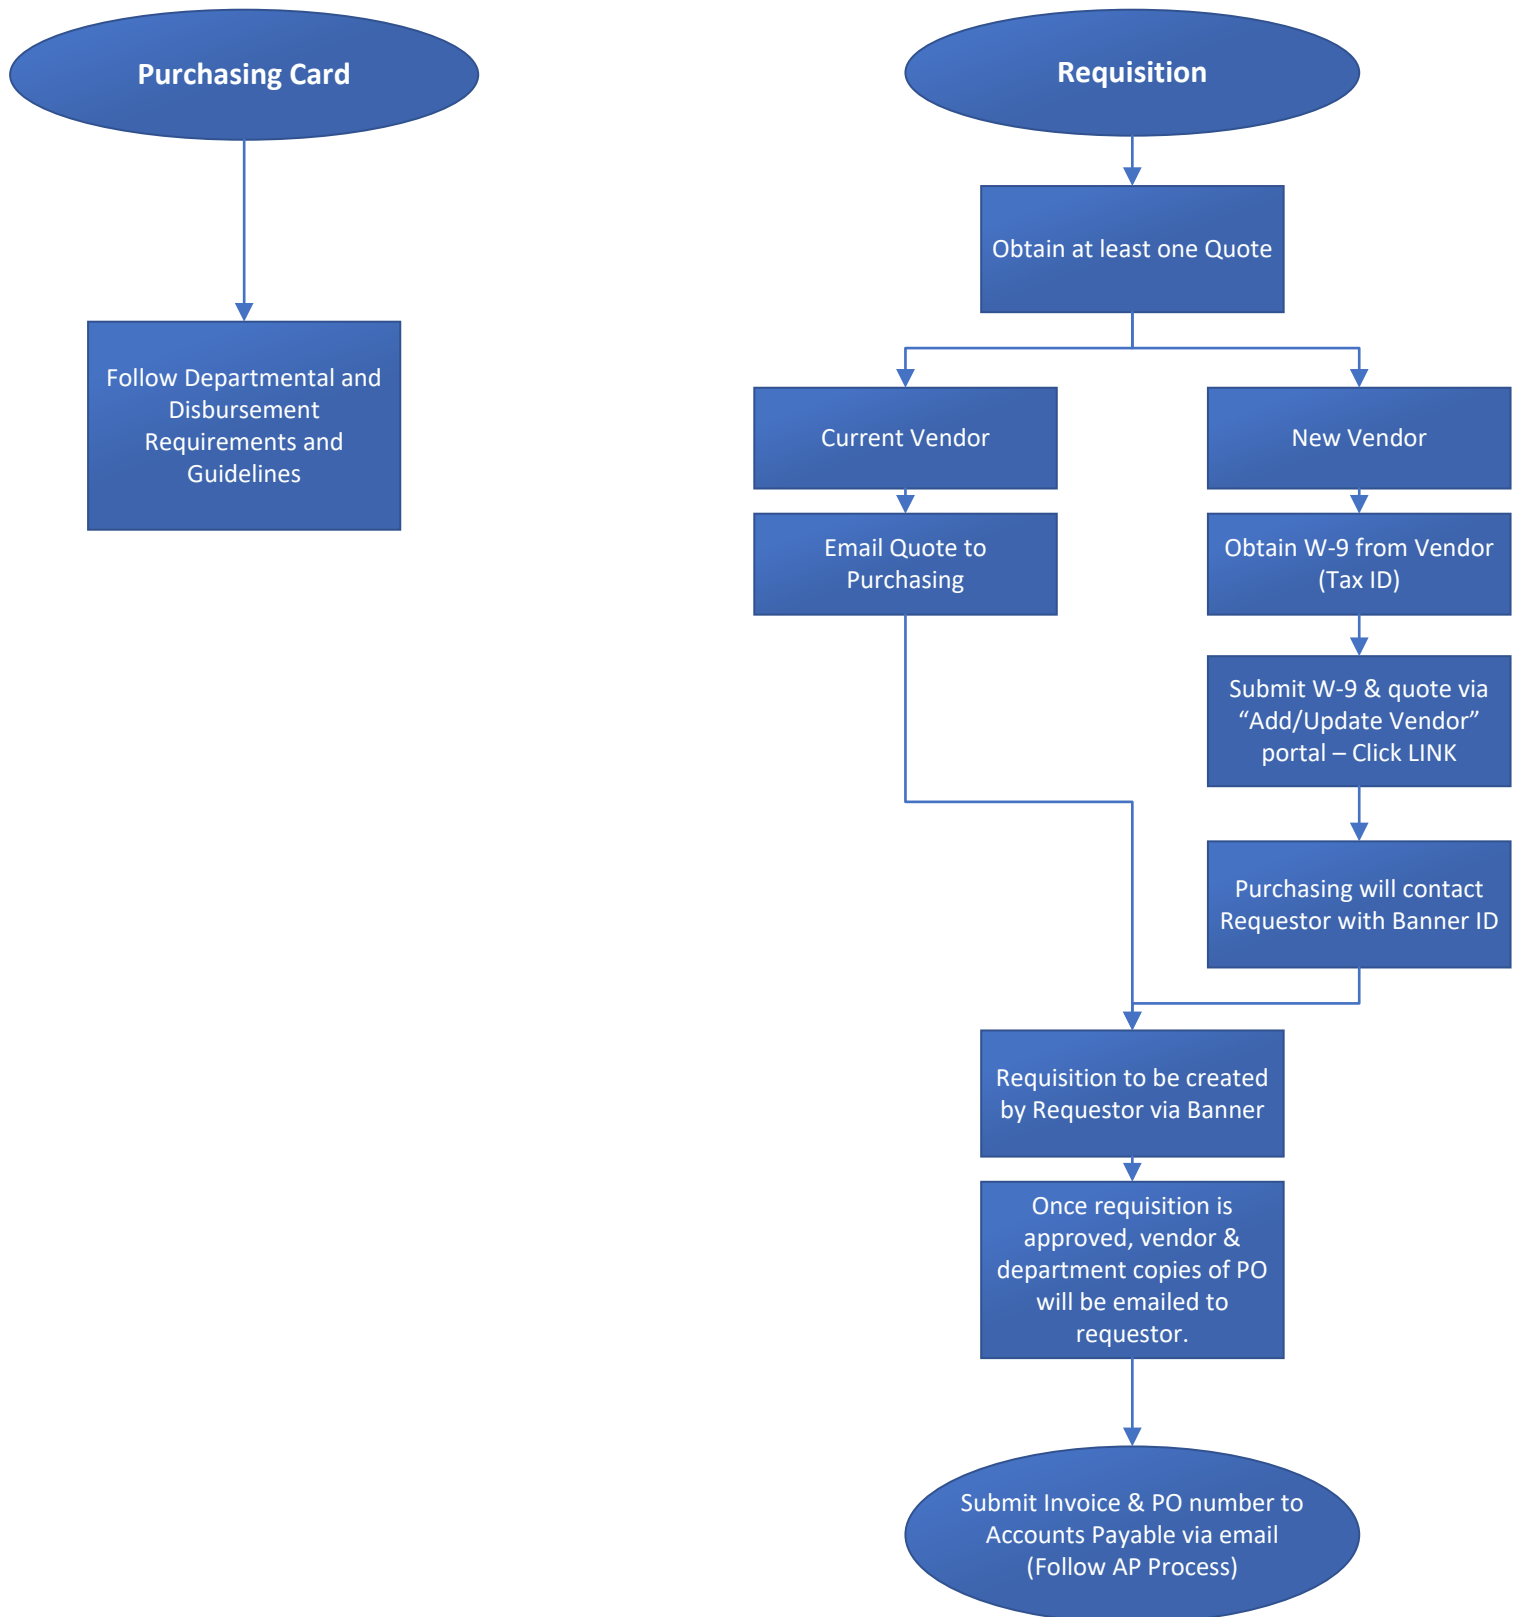 Purchasing Card
Follow Departmental and
Disbursement
Requirements and
Guidelines
Requisition
Obtain at least one Quote
Current Vendor
Email Quote to
Purchasing
New Vendor
Obtain W-9 from Vendor
(Tax ID)
Submit W-9 & quote via
“Add/Update Vendor”
portal – Click LINK
Purchasing will contact
Requestor with Banner ID
Requisition to be created
by Requestor via Banner
Once requisition is
approved, vendor &
department copies of PO
will be emailed to
requestor.
Submit Invoice & PO number to
Accounts Payable via email
(Follow AP Process)